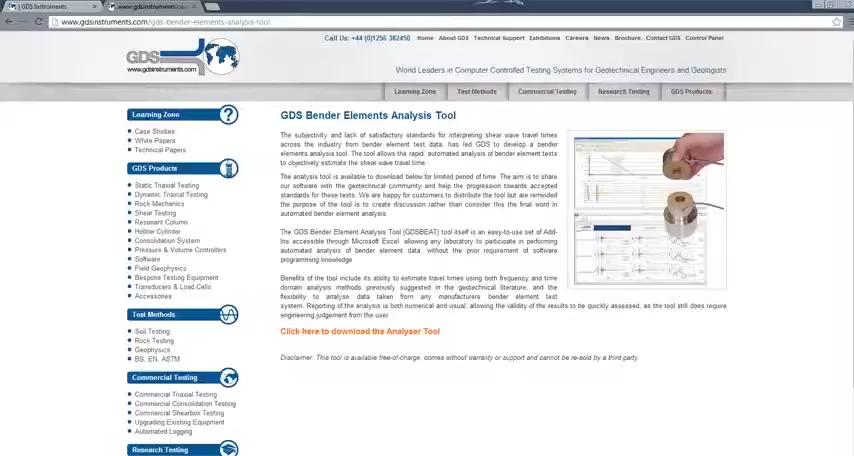 | GDS Instruments
www.gdsinstruments.co
www.gdsinstruments.com/gds-bender-elements-analysis-tool
Call Us: +44 (0)1256 382450 Home About GDS Technical Support Exhibitions Careers News Brochure Contact GDS Control Panel
GDS
www.gdsinstruments.com
World Leaders in Computer Controlled Testing Systems for Geotechnical Engineers and Geologists
Learning Zone Test Methods Commercial Testing Research Testing GDS Products
Learning Zone
Case Studies
White Papers
Technical Papers
GDS Products
Static Triaxial Testing
Dynamic Triaxial Testing
Rock Mechanics
Shear Testing
Resonant Column
Hollow Cylinder
Consolidation System
Pressure & Volume Controllers
Software
Field Geophysics
Bespoke Testing Equipment
Transducers & Load Cells
Accessories
Test Methods
Soil Testing
Rock Testing
Geophysics
BS, EN, ASTM
Commercial Testing
Commercial Triaxial Testing
Commercial Consolidation Testing
Commercial Shearbox Testing
Upgrading Existing Equipment
Automated Logging
Research Testing
GDS Bender Elements Analysis Tool
The subjectivity and lack of satisfactory standards for interpreting shear wave travel times
across the industry from bender element test data, has led GDS to develop a bender
elements analysis tool. The tool allows the rapid, automated analysis of bender element tests
to objectively estimate the shear wave travel time.
The analysis tool is available to download below for limited period of time. The aim is to share
our software with the geotechnical community and help the progression towards accepted
standards for these tests. We are happy for customers to distribute the tool but are reminded
the purpose of the tool is to create discussion rather than consider this the final word in
automated bender element analysis.
The GDS Bender Element Analysis Tool (GDSBEAT) tool itself is an easy-to-use set of Add-
Ins accessible through Microsoft Excel allowing any laboratory to participate in performing
automated analysis of bender element data, without the prior requirement of software
programming knowledge
Benefits of the tool include its ability to estimate travel times using both frequency and time
domain analysis methods previously suggested in the geotechnical literature, and the
flexibility to analyse data taken from any manufacturers bender element test
system. Reporting of the analysis is both numerical and visual, allowing the validity of the results to be quickly assessed, as the tool still does require
engineering judgement from the user
Click here to download the Analyser Tool
Disclaimer: This tool is available free-of-charge, comes without warranty or support and cannot be re-sold by a third party.